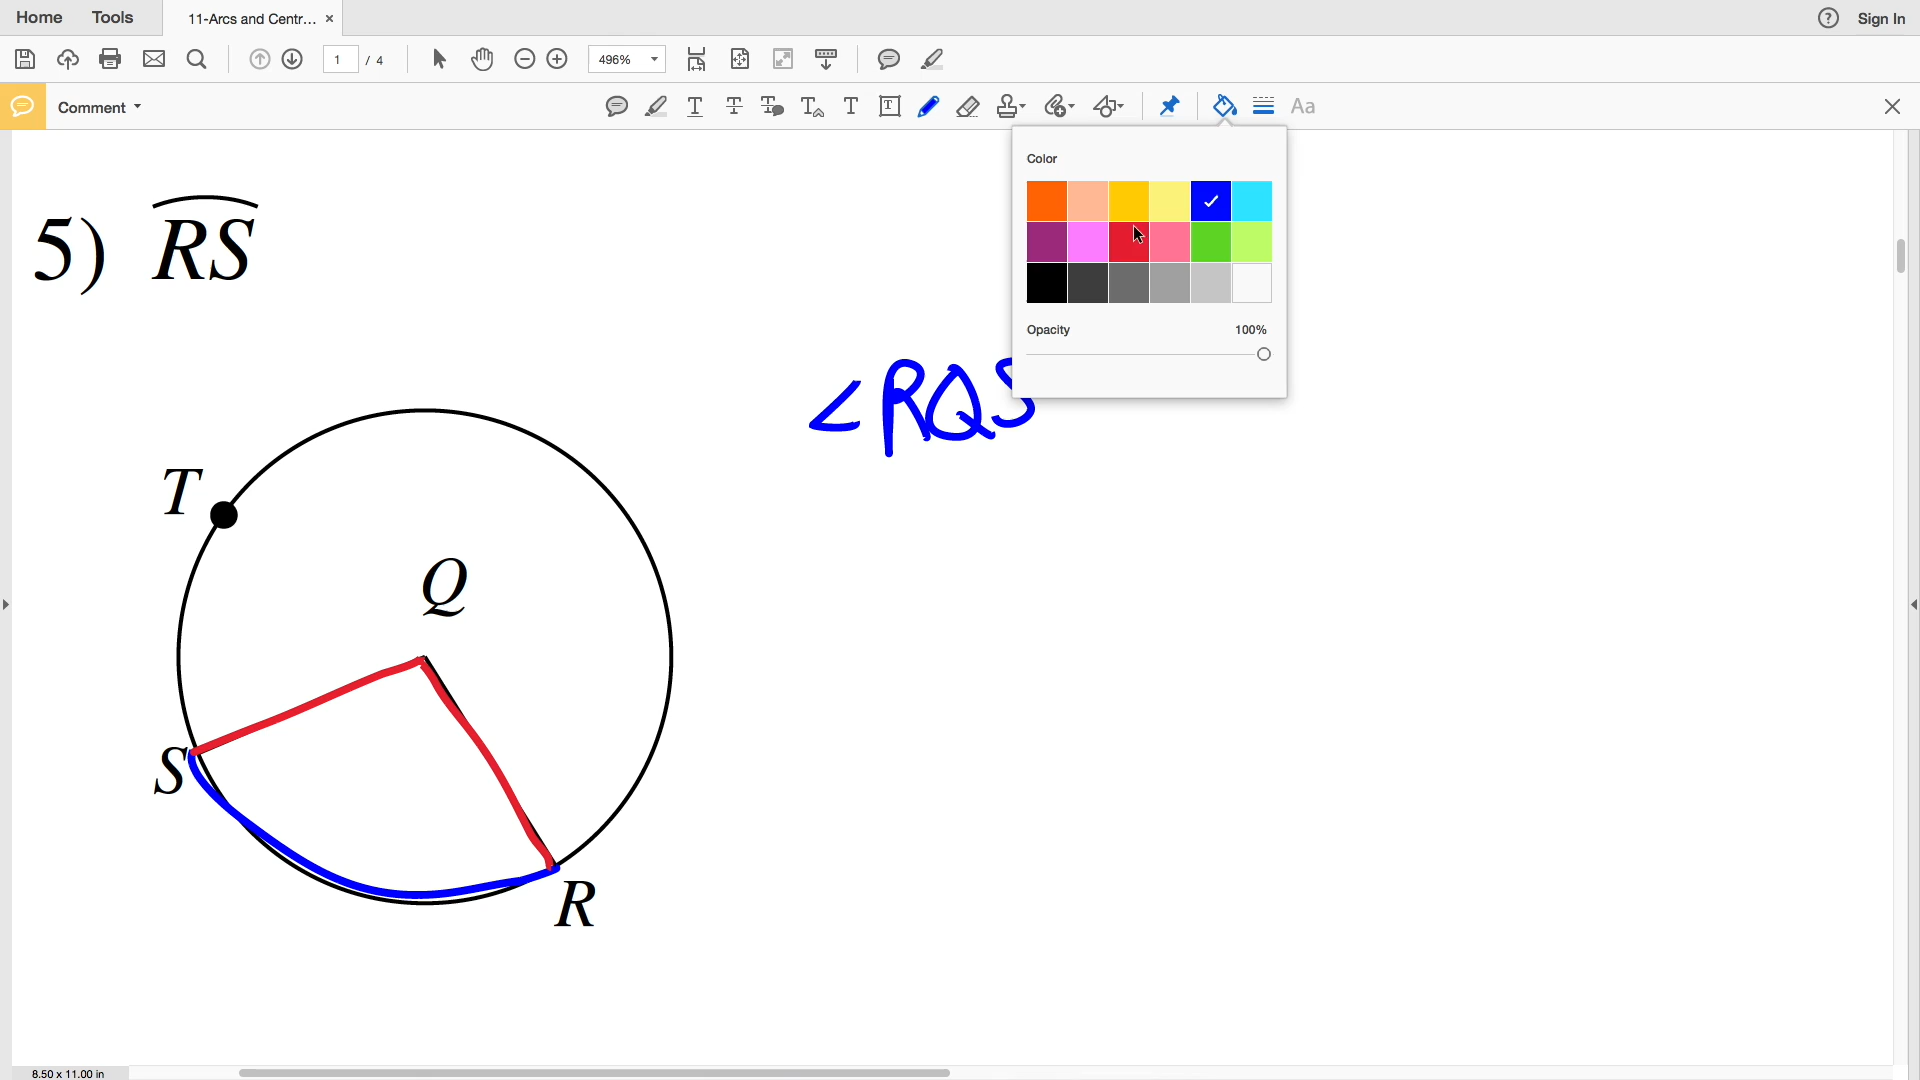 Home Tools 11-Arcs and Centr... × ? Sign In
1 / 4 496%
Comment Aa
Color
5) RS
Opacity 100%
<RQS
T
Q
S
R
8.50 x 11.00 in